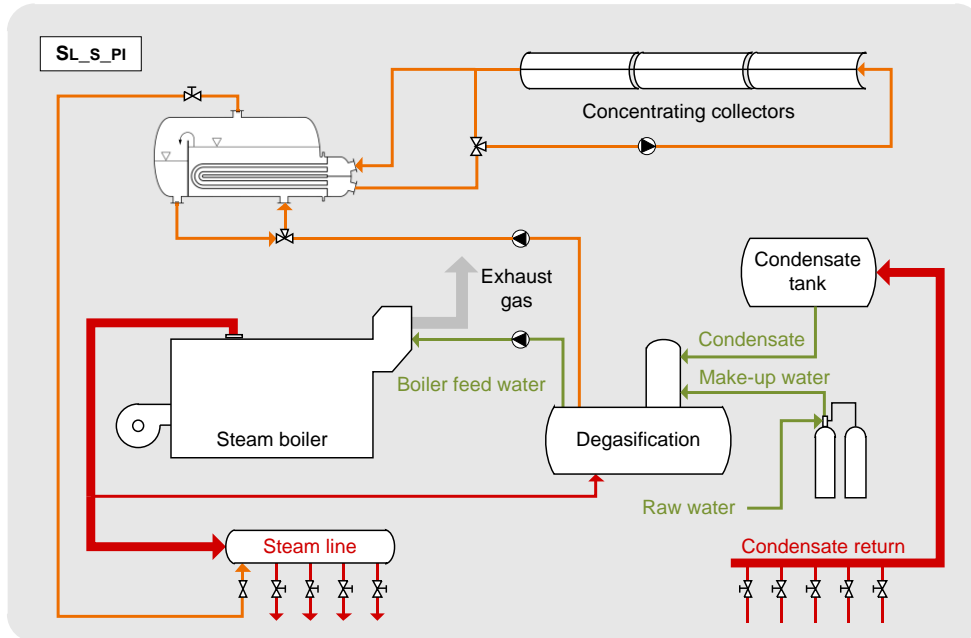 SL_S_PI
Concentrating collectors
Condensate
tank
Exhaust
gas
Condensate
Make-up water
Boiler feed water
Steam boiler
Degasification
Raw water
Steam line
Condensate return